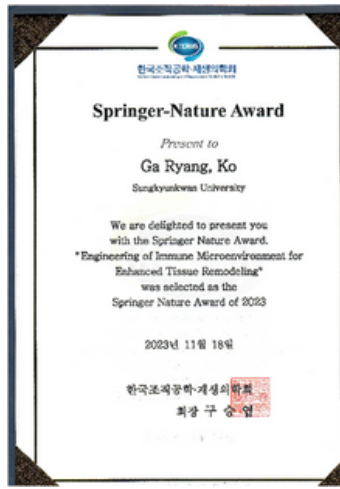 KTERMS
한국조직공학·재생의학회
Springer-Nature Award
Present to
Ga Ryang, Ko
Sungkyunkwan University
We are delighted to present you
with the Springer Nature Award.
"Engineering of Immune Microenvironment for
Enhanced Tissue Remodeling"
was selected as the
Springer Nature Award of 2023
2023년 11월 18일
한국조직공학·재생의학회
회장 구 승 엽